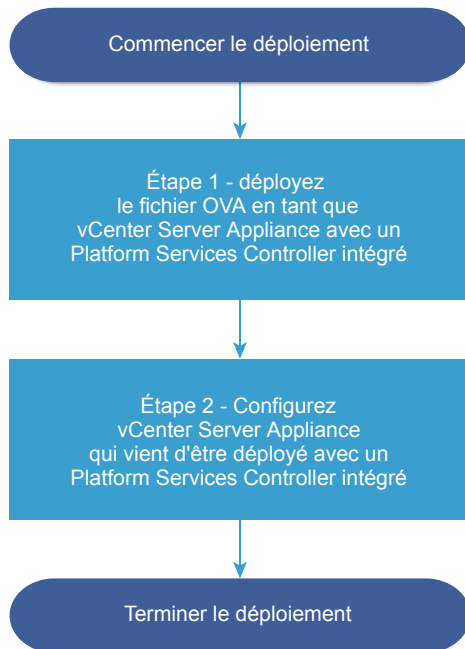 Commencer le déploiement
Étape 1 - déployez
le fichier OVA en tant que
vCenter Server Appliance avec un
Platform Services Controller intégré
Étape 2 - Configurez
vCenter Server Appliance
qui vient d'être déployé avec un
Platform Services Controller intégré
Terminer le déploiement